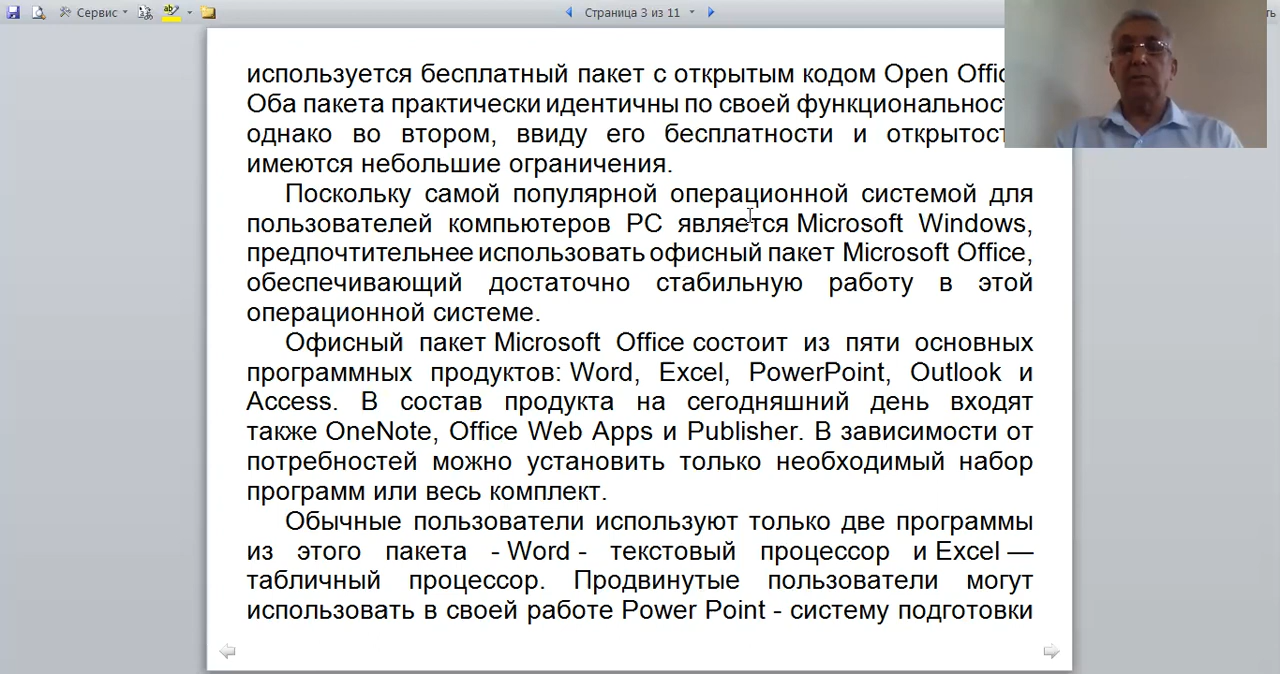 Сервис
Страница 3 из 11
используется бесплатный пакет с открытым кодом Open
Оба пакета практически идентичны по своей
однако во втором, ввиду его бесплатности и
имеются небольшие ограничения.
Поскольку самой популярной операционной системой для
пользователей компьютеров PC является Microsoft Windows,
предпочтительнее использовать офисный пакет Microsoft Office,
обеспечивающий достаточно стабильную работу в этой
операционной системе.
Офисный пакет Microsoft Office состоит из пяти основных
программных продуктов: Word, Excel, PowerPoint, Outlook и
Access. В состав продукта на сегодняшний день входят
также OneNote, Office Web Apps и Publisher. В зависимости от
потребностей можно установить только необходимый набор
программ или весь комплект.
Обычные пользователи используют только две программы
из этого пакета - Word - текстовый процессор и Excel —
табличный процессор. Продвинутые пользователи могут
использовать в своей работе Power Point - систему подготовки